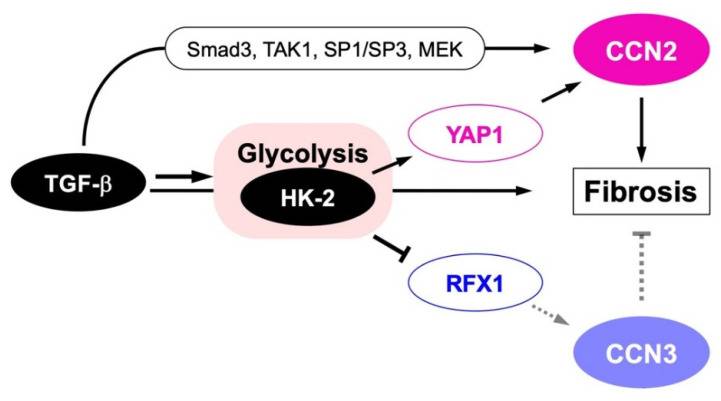 Smad3, TAK1, SP1/SP3, MEK
CCN2
YAP1
Glycolysis
TGF-β
HK-2
Fibrosis
RFX1
CCN3